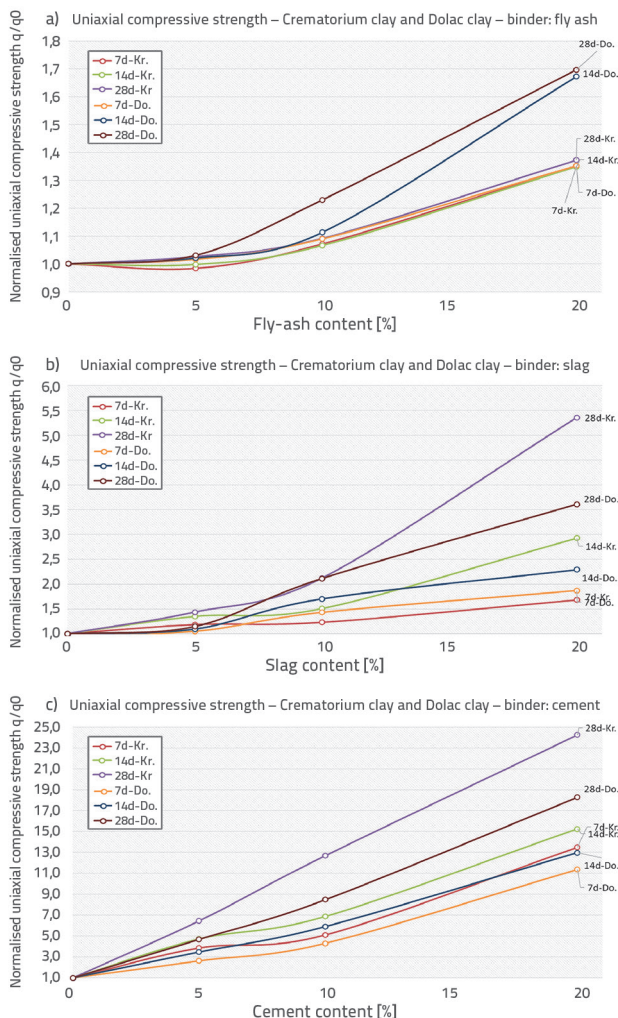 a) Uniaxial compressive strength – Crematorium clay and Dolac clay – binder: fly ash
Normalised uniaxial compressive strength q/q0
1,8
1,7
1,6
1,5
1,4
1,3
1,2
1,1
1,0
0,9
7d-Kr.
14d-Kr.
28d-Kr
7d-Do.
14d-Do.
28d-Do.
28d-Do.
14d-Do.
28d-Kr.
14d-Kr.
7d-Do.
7d-Kr.
0 5 10 15 20
Fly-ash content [%]
b) Uniaxial compressive strength – Crematorium clay and Dolac clay – binder: slag
Normalised uniaxial compressive strength q/q0
6,0
5,5
5,0
4,5
4,0
3,5
3,0
2,5
2,0
1,5
1,0
7d-Kr.
14d-Kr.
28d-Kr
7d-Do.
14d-Do.
28d-Do.
28d-Kr.
28d-Do.
14d-Kr.
14d-Do.
7d-Kr.
7d-Do.
0 5 10 15 20
Slag content [%]
c) Uniaxial compressive strength – Crematorium clay and Dolac clay – binder: cement
Normalised uniaxial compressive strength q/q0
25,0
23,0
21,0
19,0
17,0
15,0
13,0
11,0
9,0
7,0
5,0
3,0
1,0
7d-Kr.
14d-Kr.
28d-Kr
7d-Do.
14d-Do.
28d-Do.
28d-Kr.
28d-Do.
7d-Kr.
14d-Kr.
14d-Do.
7d-Do.
0 5 10 15 20
Cement content [%]